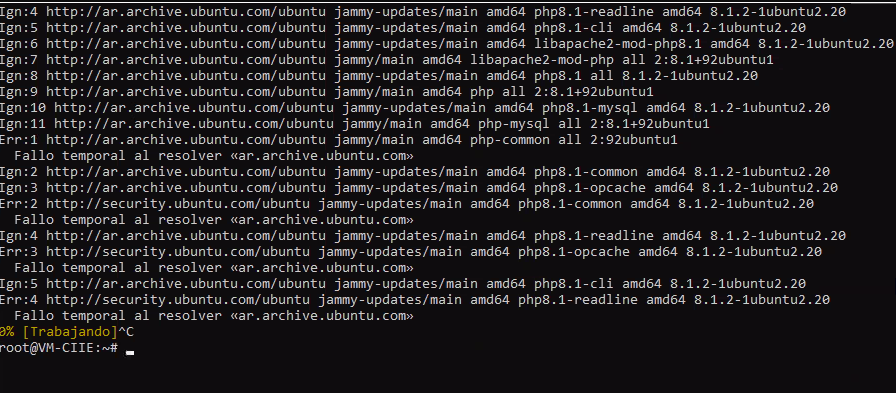 Ign:4 http://ar.archive.ubuntu.com/ubuntu jammy-updates/main amd64 php8.1-readline amd64 8.1.2-1ubuntu2.20
Ign:5 http://ar.archive.ubuntu.com/ubuntu jammy-updates/main amd64 php8.1-cli amd64 8.1.2-1ubuntu2.20
Ign:6 http://ar.archive.ubuntu.com/ubuntu jammy-updates/main amd64 libapache2-mod-php8.1 amd64 8.1.2-1ubuntu2.20
Ign:7 http://ar.archive.ubuntu.com/ubuntu jammy/main amd64 libapache2-mod-php all 2:8.1+92ubuntu1
Ign:8 http://ar.archive.ubuntu.com/ubuntu jammy-updates/main amd64 php8.1 all 8.1.2-1ubuntu2.20
Ign:9 http://ar.archive.ubuntu.com/ubuntu jammy/main amd64 php all 2:8.1+92ubuntu1
Ign:10 http://ar.archive.ubuntu.com/ubuntu jammy-updates/main amd64 php8.1-mysql amd64 8.1.2-1ubuntu2.20
Ign:11 http://ar.archive.ubuntu.com/ubuntu jammy/main amd64 php-mysql all 2:8.1+92ubuntu1
Err:1 http://ar.archive.ubuntu.com/ubuntu jammy/main amd64 php-common all 2:92ubuntu1
  Fallo temporal al resolver «ar.archive.ubuntu.com»
Ign:2 http://ar.archive.ubuntu.com/ubuntu jammy-updates/main amd64 php8.1-common amd64 8.1.2-1ubuntu2.20
Ign:3 http://ar.archive.ubuntu.com/ubuntu jammy-updates/main amd64 php8.1-opcache amd64 8.1.2-1ubuntu2.20
Err:2 http://security.ubuntu.com/ubuntu jammy-updates/main amd64 php8.1-common amd64 8.1.2-1ubuntu2.20
  Fallo temporal al resolver «ar.archive.ubuntu.com»
Ign:4 http://ar.archive.ubuntu.com/ubuntu jammy-updates/main amd64 php8.1-readline amd64 8.1.2-1ubuntu2.20
Err:3 http://security.ubuntu.com/ubuntu jammy-updates/main amd64 php8.1-opcache amd64 8.1.2-1ubuntu2.20
  Fallo temporal al resolver «ar.archive.ubuntu.com»
Ign:5 http://ar.archive.ubuntu.com/ubuntu jammy-updates/main amd64 php8.1-cli amd64 8.1.2-1ubuntu2.20
Err:4 http://security.ubuntu.com/ubuntu jammy-updates/main amd64 php8.1-readline amd64 8.1.2-1ubuntu2.20
  Fallo temporal al resolver «ar.archive.ubuntu.com»
0% [Trabajando]^C
root@VM-CIIE:~#